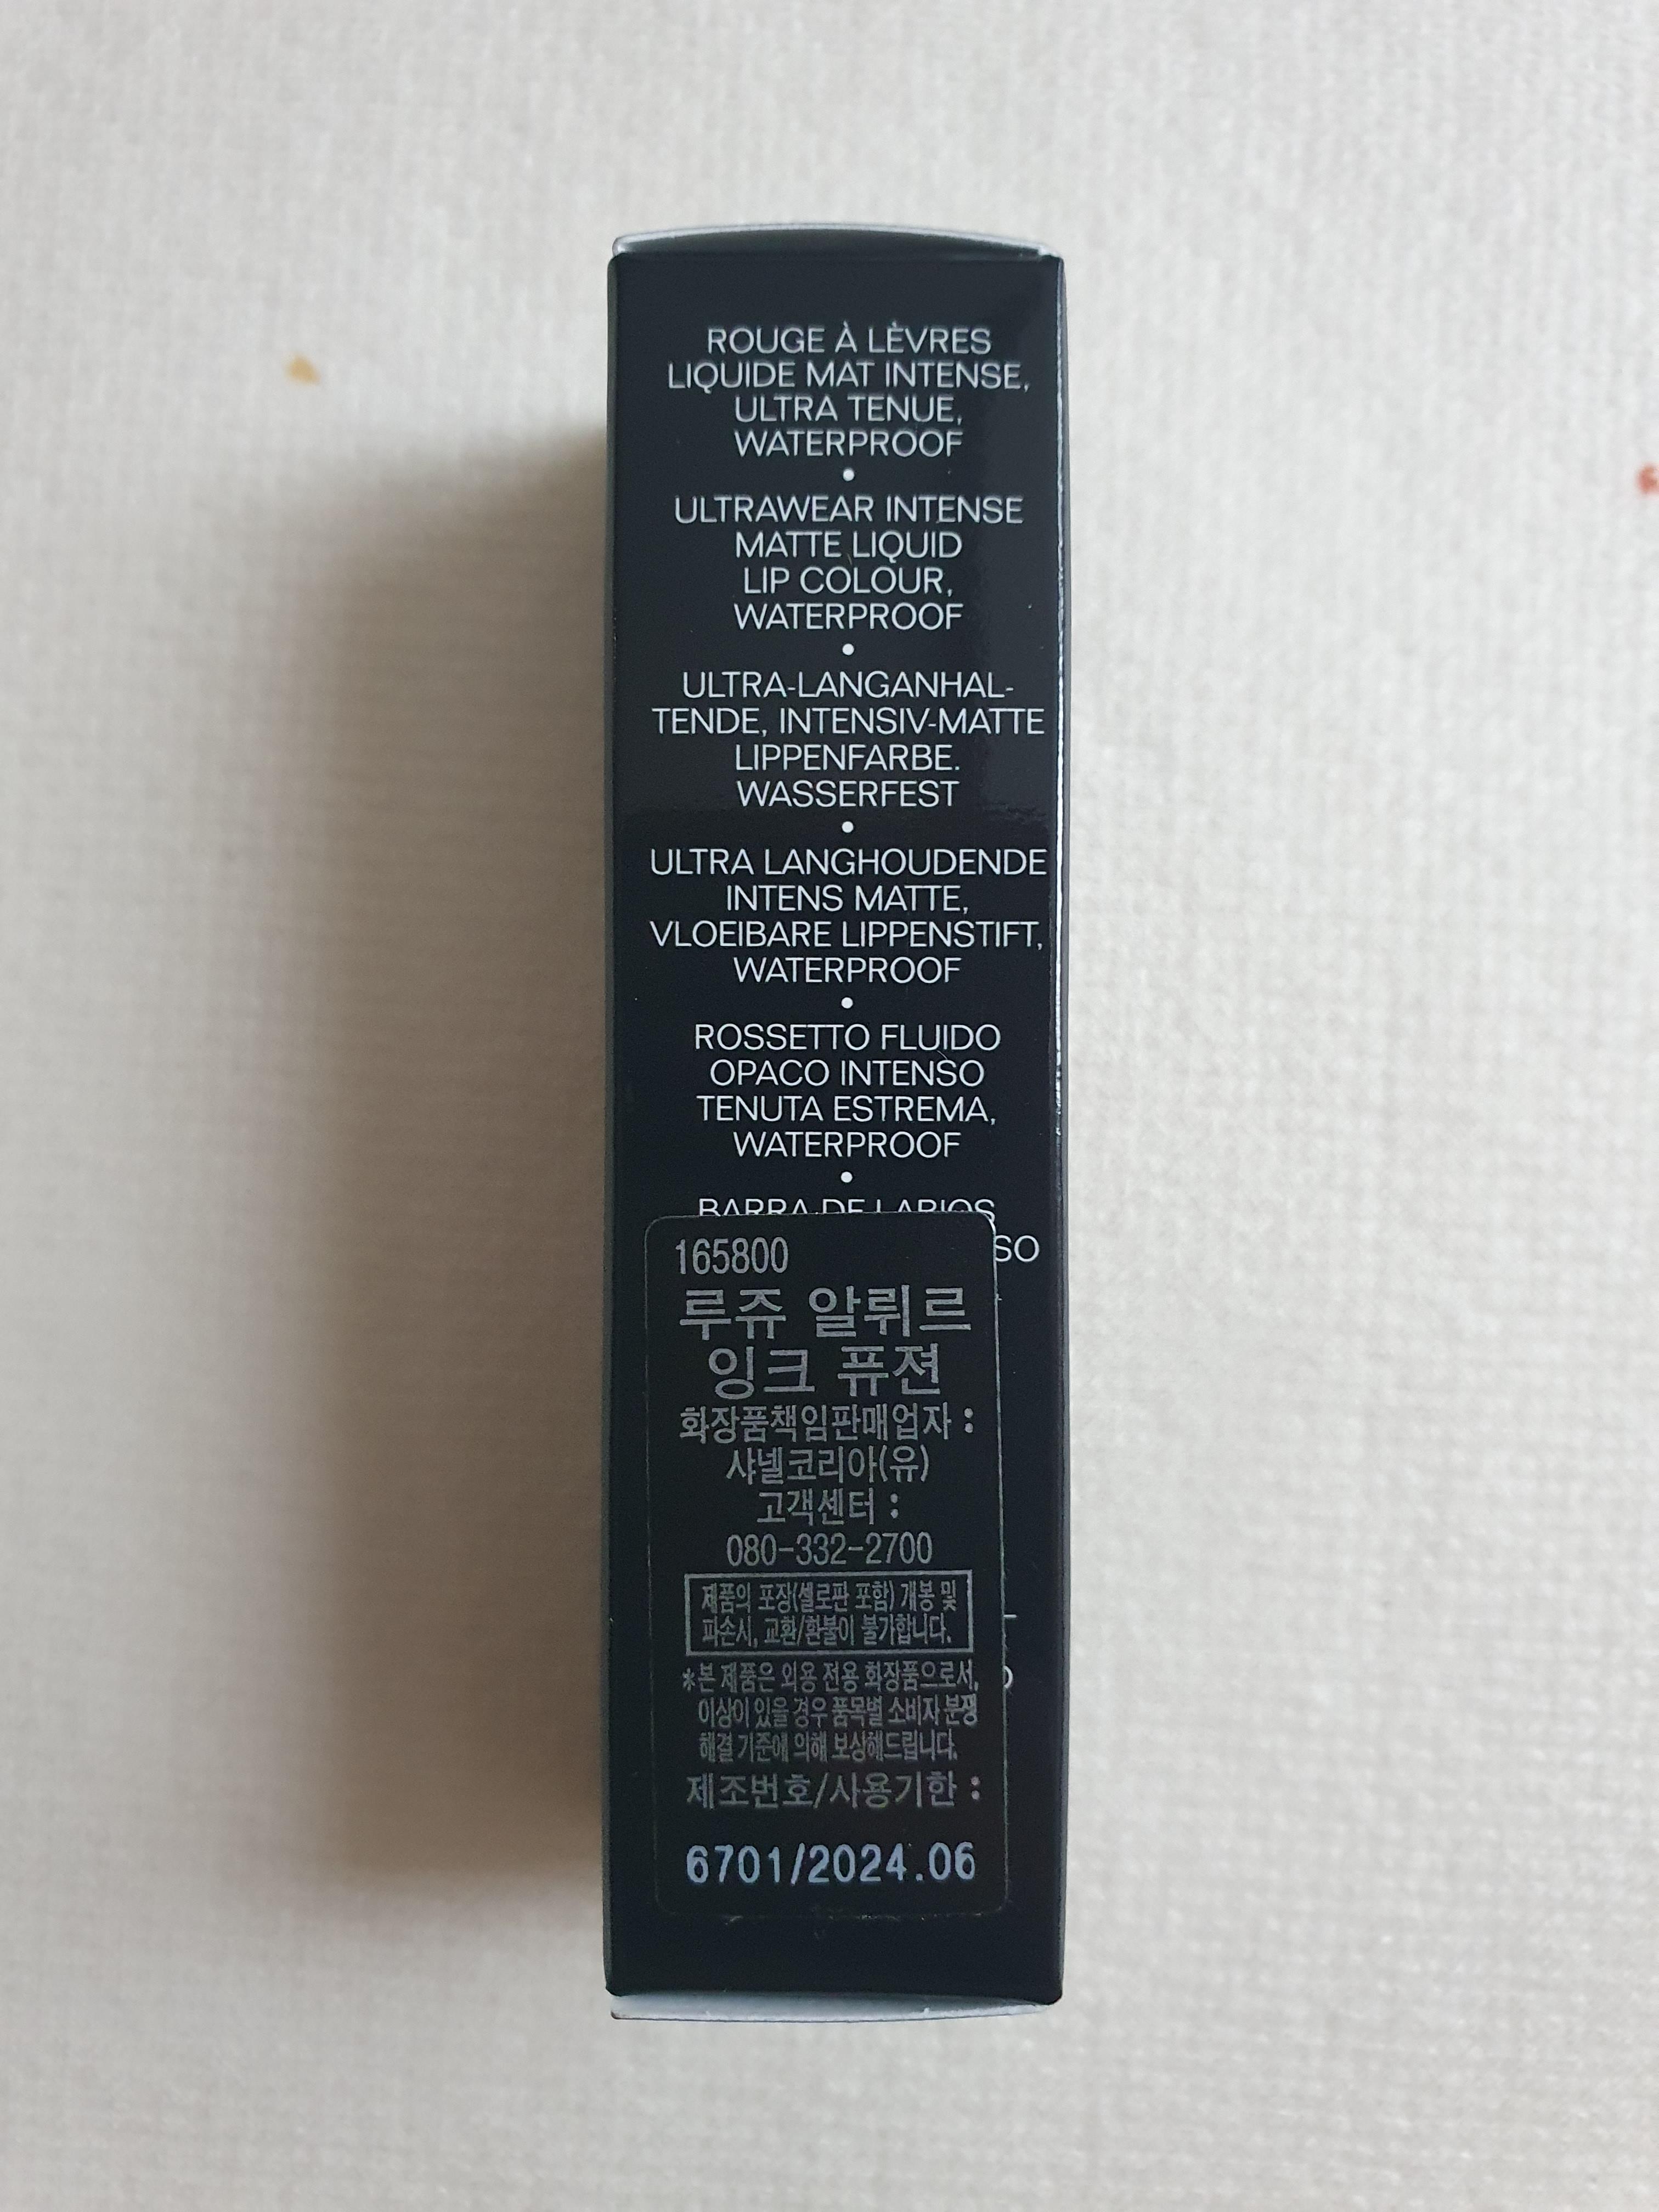 ROUGE À LÈVRES
LIQUIDE MAT INTENSE,
ULTRA TENUE,
WATERPROOF
•
ULTRAWEAR INTENSE
MATTE LIQUID
LIP COLOUR,
WATERPROOF
•
ULTRA-LANGANHAL-
TENDE, INTENSIV-MATTE
LIPPENFARBE.
WASSERFEST
•
ULTRA LANGHOUDENDE
INTENS MATTE,
VLOEIBARE LIPPENSTIFT,
WATERPROOF
•
ROSSETTO FLUIDO
OPACO INTENSO
TENUTA ESTREMA,
WATERPROOF
•
BARRA DE LABIOS
165800
루쥬 알뤼르
잉크 퓨젼
화장품책임판매업자 :
샤넬코리아(유)
고객센터 :
080-332-2700
제품의 포장(셀로판 포함) 개봉 및
파손시, 교환/환불이 불가합니다.
*본 제품은 외용 전용 화장품으로서,
이상이 있을 경우 품목별 소비자 분쟁
해결 기준에 의해 보상해드립니다.
제조번호/사용기한 :
6701/2024.06